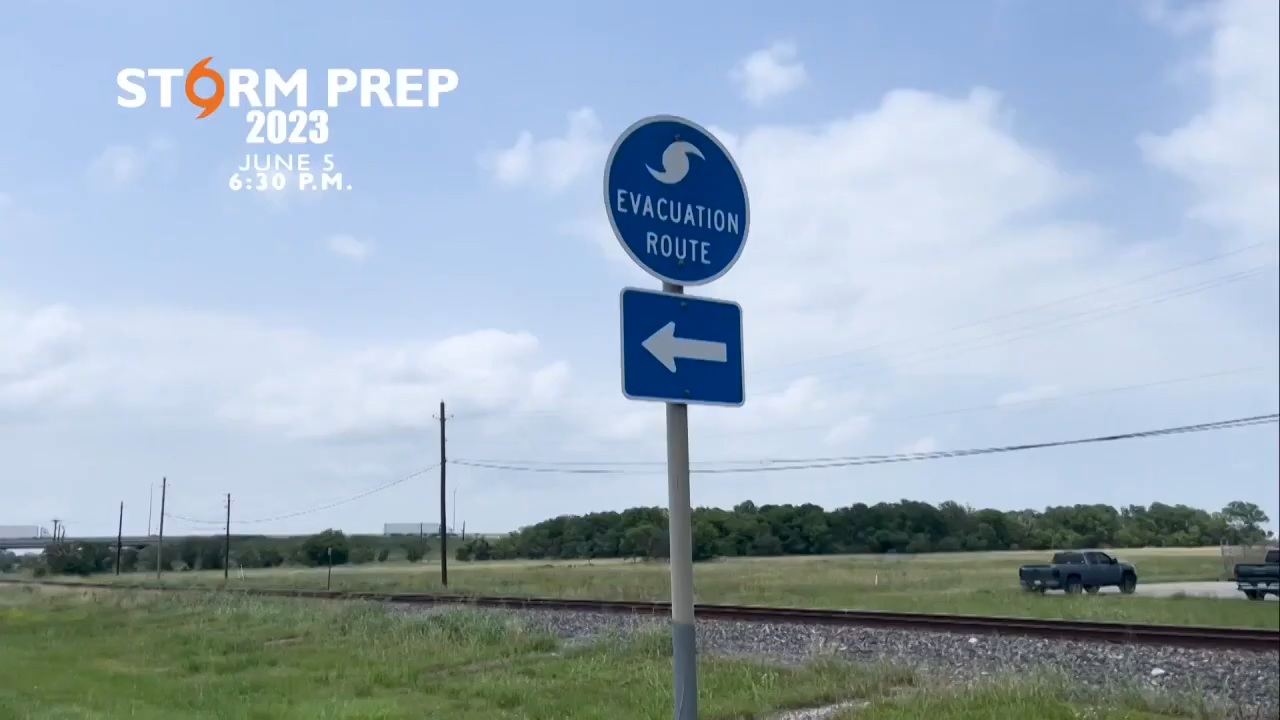 STORM PREP
2023
JUNE 5
6:30 P.M.
EVACUATION
ROUTE